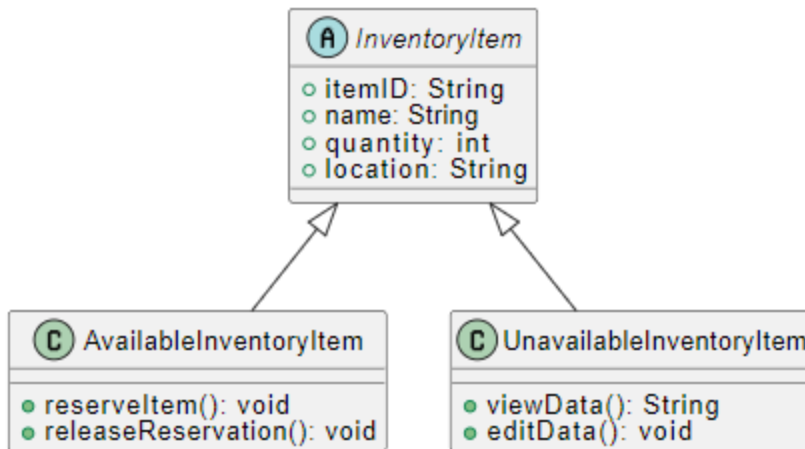 A InventoryItem
itemID: String
name: String
quantity: int
location: String
C AvailableInventoryItem
reserveItem(): void
releaseReservation(): void
C UnavailableInventoryItem
viewData(): String
editData(): void